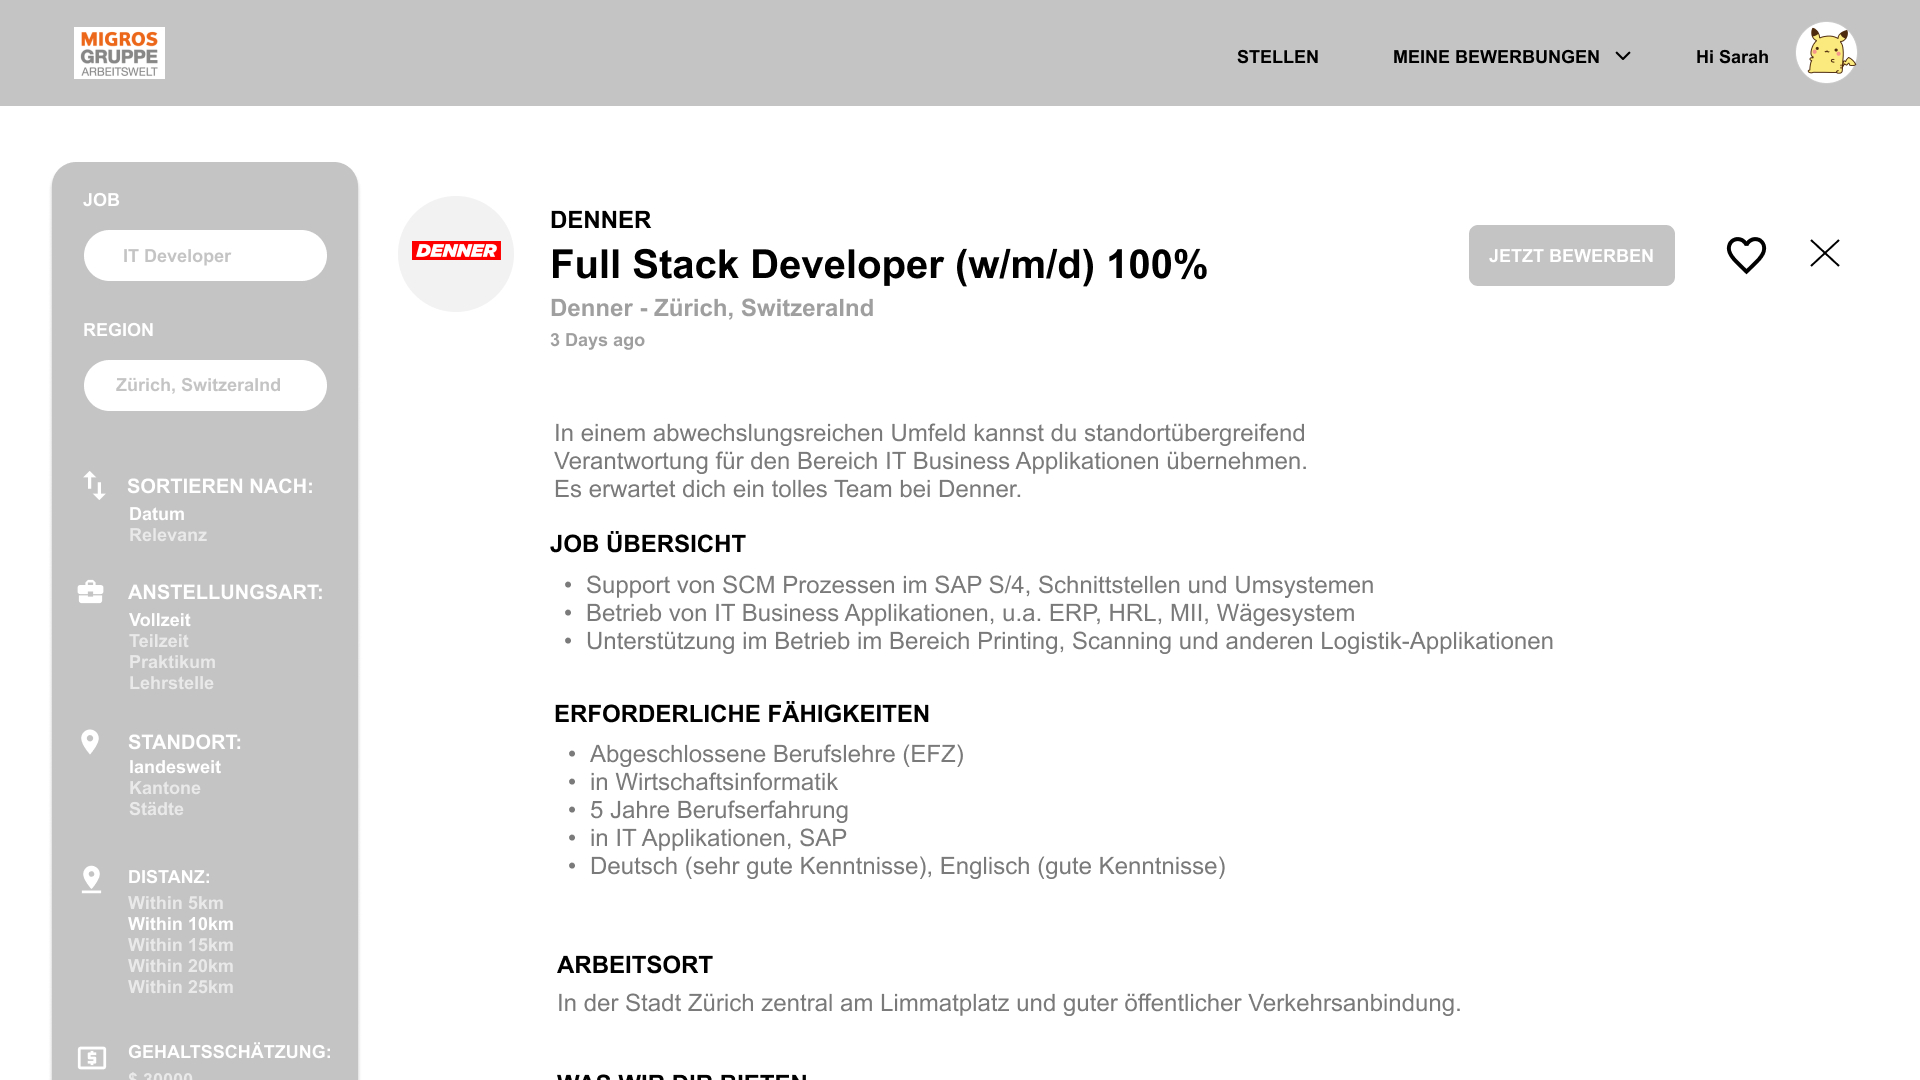 MIGROS
GRUPPE
ARBEITSWELT
STELLEN
MEINE BEWERBUNGEN
Hi Sarah
JOB
IT Developer
REGION
Zürich, Switzeralnd
SORTIEREN NACH:
Datum
Relevanz
ANSTELLUNGSART:
Vollzeit
Teilzeit
Praktikum
Lehrstelle
STANDORT:
landesweit
Kantone
Städte
DISTANZ:
Within 5km
Within 10km
Within 15km
Within 20km
Within 25km
GEHALTSSCHÄTZUNG:
$ 30000
DENNER
DENNER
Full Stack Developer (w/m/d) 100%
Denner - Zürich, Switzeralnd
3 Days ago
JETZT BEWERBEN
In einem abwechslungsreichen Umfeld kannst du standortübergreifend
Verantwortung für den Bereich IT Business Applikationen übernehmen.
Es erwartet dich ein tolles Team bei Denner.
JOB ÜBERSICHT
• Support von SCM Prozessen im SAP S/4, Schnittstellen und Umsystemen
• Betrieb von IT Business Applikationen, u.a. ERP, HRL, MII, Wägesystem
• Unterstützung im Betrieb im Bereich Printing, Scanning und anderen Logistik-Applikationen
ERFORDERLICHE FÄHIGKEITEN
• Abgeschlossene Berufslehre (EFZ)
• in Wirtschaftsinformatik
• 5 Jahre Berufserfahrung
• in IT Applikationen, SAP
• Deutsch (sehr gute Kenntnisse), Englisch (gute Kenntnisse)
ARBEITSORT
In der Stadt Zürich zentral am Limmatplatz und guter öffentlicher Verkehrsanbindung.
WAS WIR DIR BIETEN